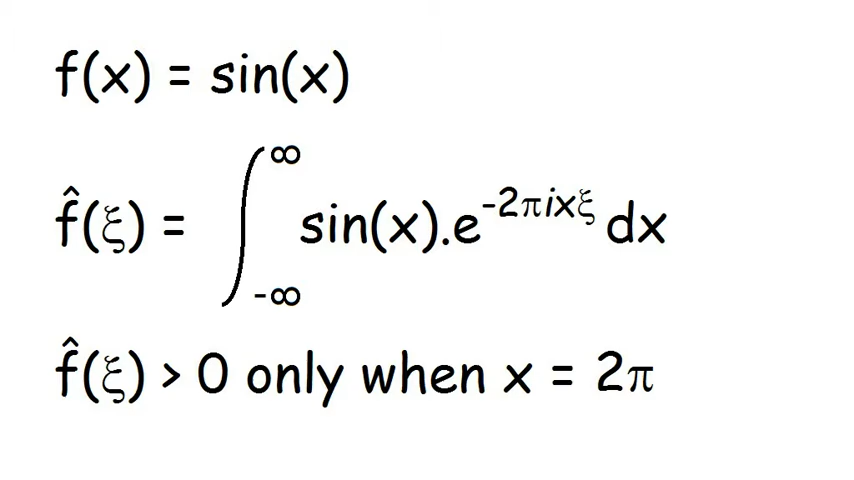 f(x) = sin(x)
f̂(ξ) = ∫_{-∞}^{∞} sin(x).e^{-2πixξ} dx
f̂(ξ) > 0 only when x = 2π